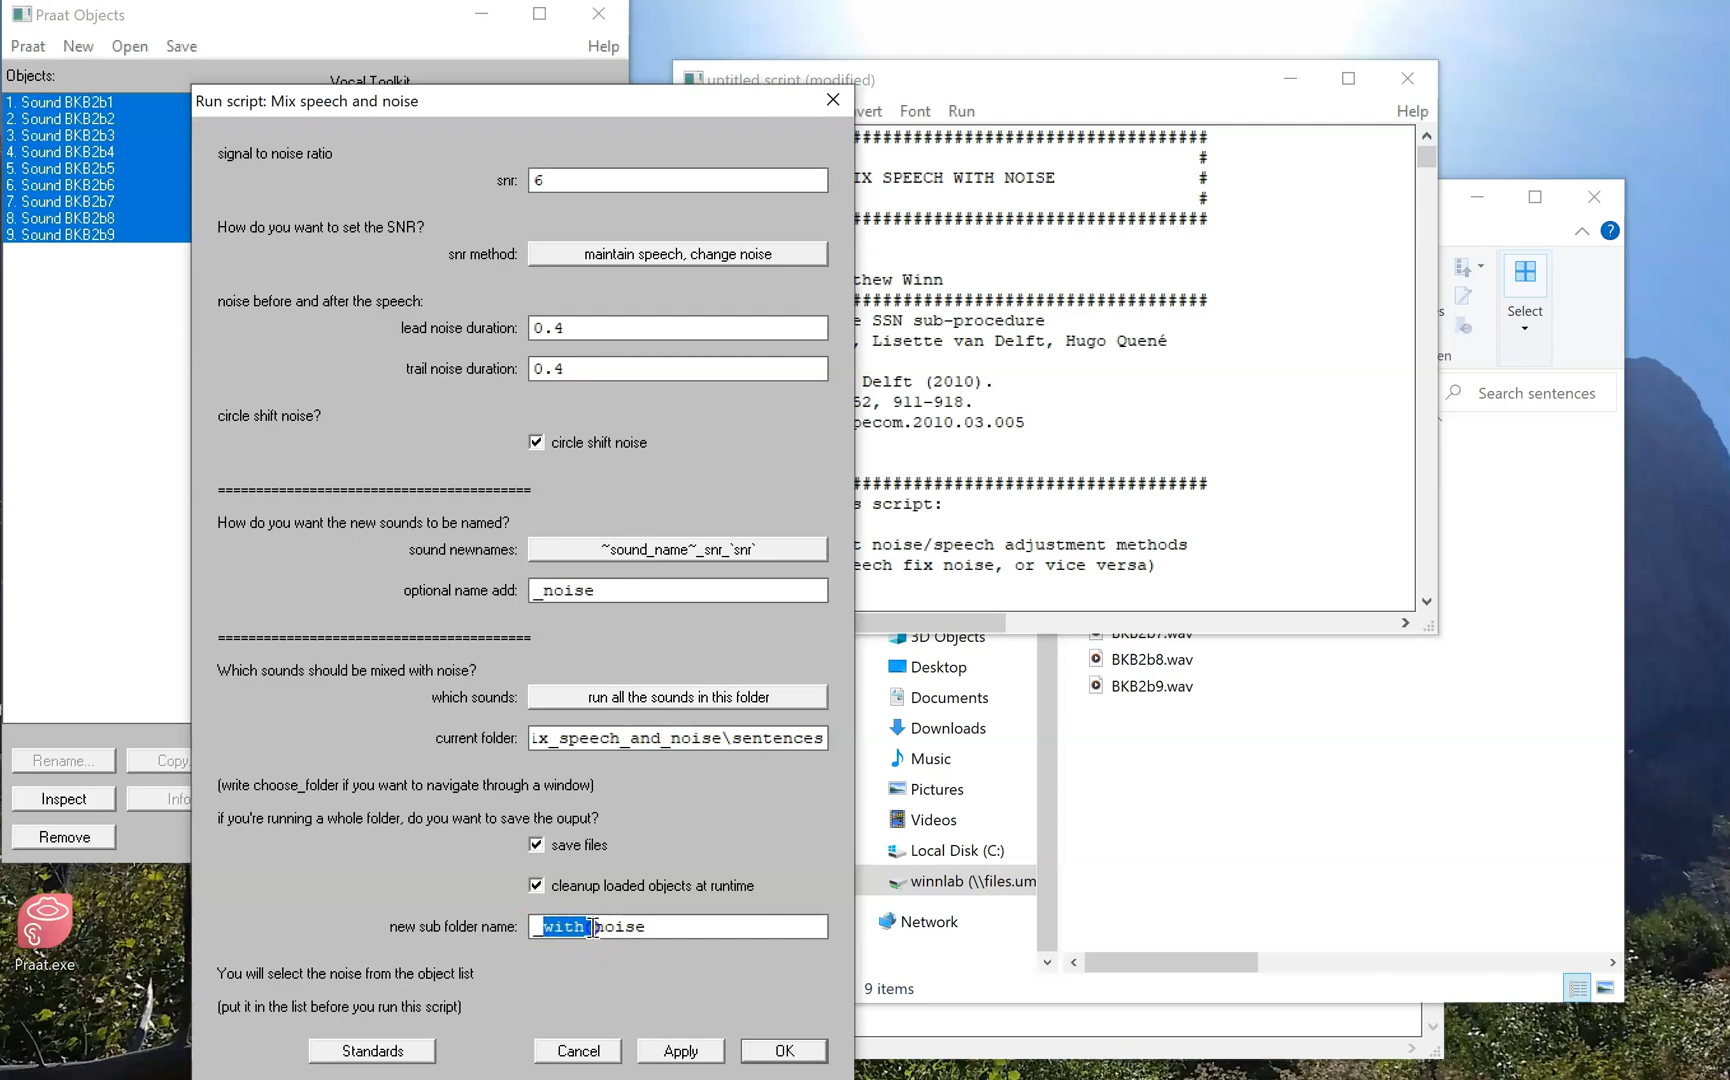 Praat Objects
Praat New Open Save Help
Objects:
Vocal Toolkit
1. Sound BKB2b1
2. Sound BKB2b2
3. Sound BKB2b3
4. Sound BKB2b4
5. Sound BKB2b5
6. Sound BKB2b6
7. Sound BKB2b7
8. Sound BKB2b8
9. Sound BKB2b9
Rename...
Copy.
Inspect
Info
Remove
Praat.exe
Run script: Mix speech and noise
signal to noise ratio
snr: 6
How do you want to set the SNR?
snr method: maintain speech, change noise
noise before and after the speech:
lead noise duration: 0.4
trail noise duration: 0.4
circle shift noise?
circle shift noise
========================================
How do you want the new sounds to be named?
sound newnames: ~sound_name~_snr_`snr`
optional name add: _noise
========================================
Which sounds should be mixed with noise?
which sounds: run all the sounds in this folder
current folder: ix_speech_and_noise\sentences
(write choose_folder if you want to navigate through a window)
if you're running a whole folder, do you want to save the ouput?
save files
cleanup loaded objects at runtime
new sub folder name: _with_noise
You will select the noise from the object list
(put it in the list before you run this script)
Standards Cancel Apply OK
untitled script (modified)
vert Font Run Help
###################################
#
IX SPEECH WITH NOISE #
#
###################################
thew Winn
###################################
e SSN sub-procedure
, Lisette van Delft, Hugo Quené
Delft (2010).
52, 911-918.
pecom.2010.03.005
###################################
s script:
t noise/speech adjustment methods
eech fix noise, or vice versa)
Select
en
Search sentences
3D Objects
Desktop
Documents
Downloads
Music
Pictures
Videos
Local Disk (C:)
winnlab (\\files.um
Network
BKB2b7.wav
BKB2b8.wav
BKB2b9.wav
9 items